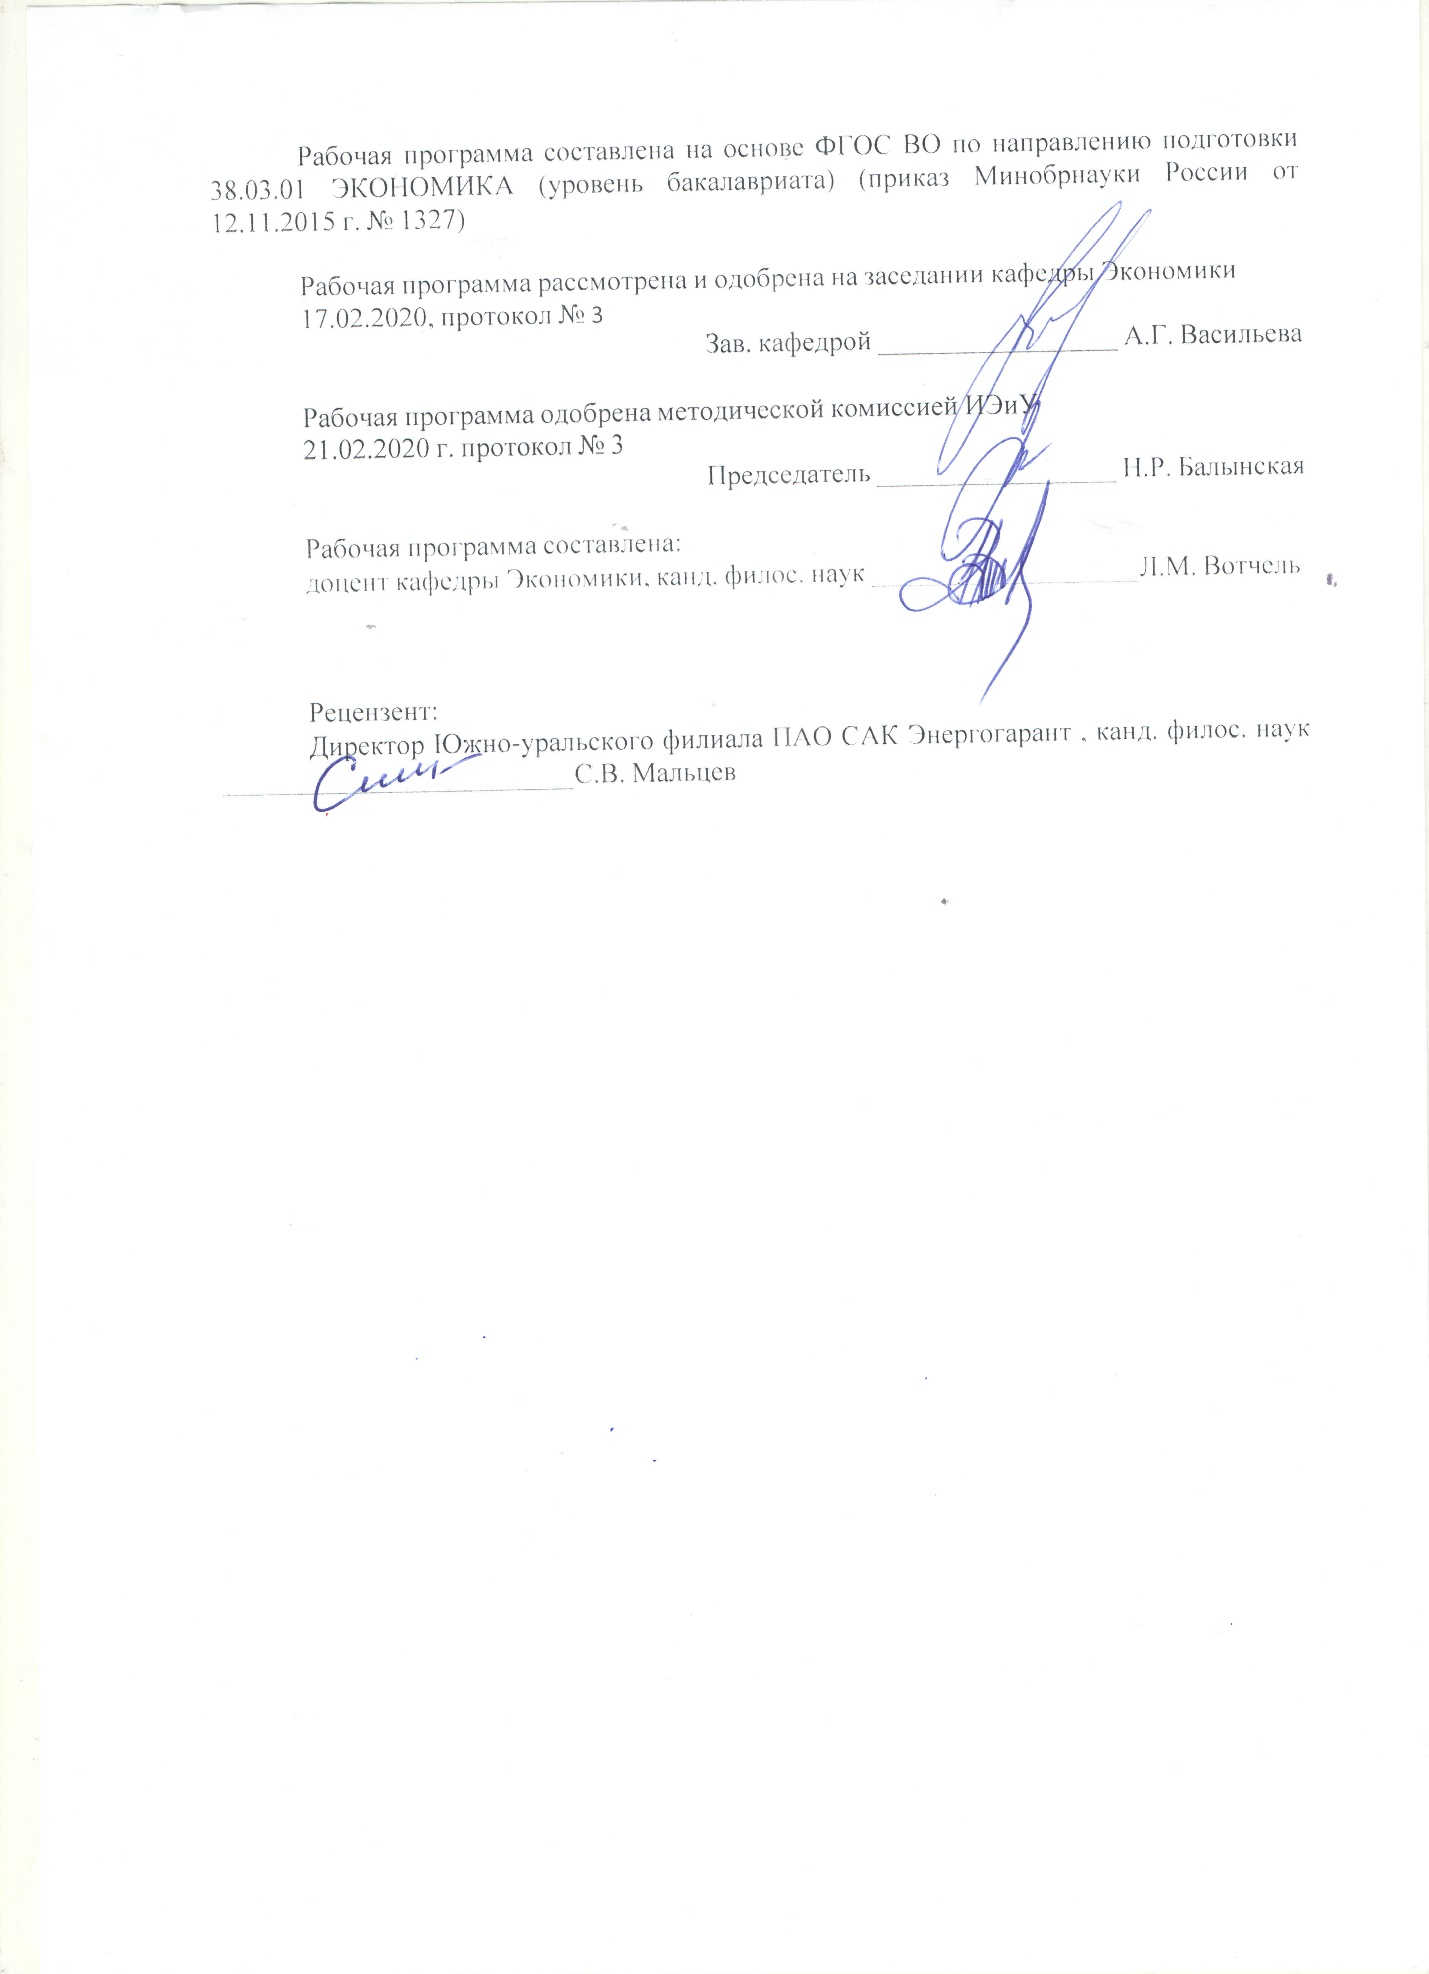 Рабочая программа составлена на основе ФГОС ВО по направлению подготовки
38.03.01 ЭКОНОМИКА (уровень бакалавриата) (приказ Минобрнауки России от
12.11.2015 г. № 1327)
Рабочая программа рассмотрена и одобрена на заседании кафедры Экономики
17.02.2020, протокол № 3
Зав. кафедрой ____________________ А.Г. Васильева
Рабочая программа одобрена методической комиссией ИЭиУ
21.02.2020 г. протокол № 3
Председатель ____________________ Н.Р. Балынская
Рабочая программа составлена:
доцент кафедры Экономики, канд. филос. наук ____________________ Л.М. Вотчель
Рецензент:
Директор Южно-уральского филиала ПАО САК Энергогарант , канд. филос. наук
____________________ С.В. Мальцев